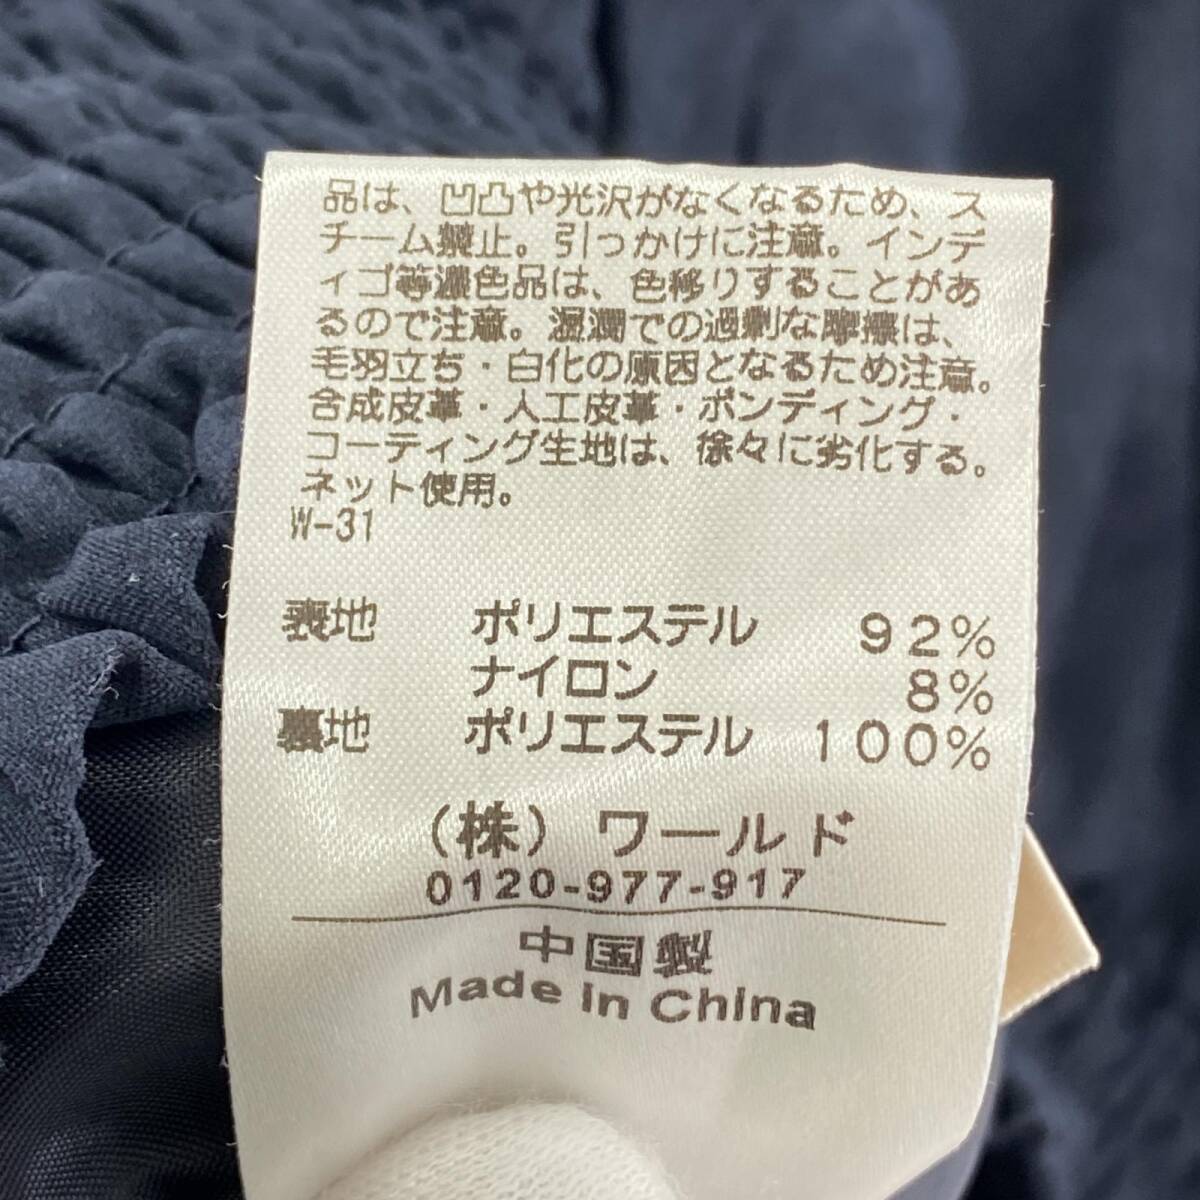 品は、凹凸や光沢がなくなるため、ス
チーム禁止。引っかけに注意。インデ
ィゴ等濃色品は、色移りすることがあ
るので注意。湿潤での過剰な摩擦は、
毛羽立ち・白化の原因となるため注意。
合成皮革・人工皮革・ボンディング・
コーティング生地は、徐々に劣化する。
ネット使用。
W-31
表地 ポリエステル 92%
ナイロン 8%
裏地 ポリエステル 100%
(株) ワールド
0120-977-917
中国製
Made in China